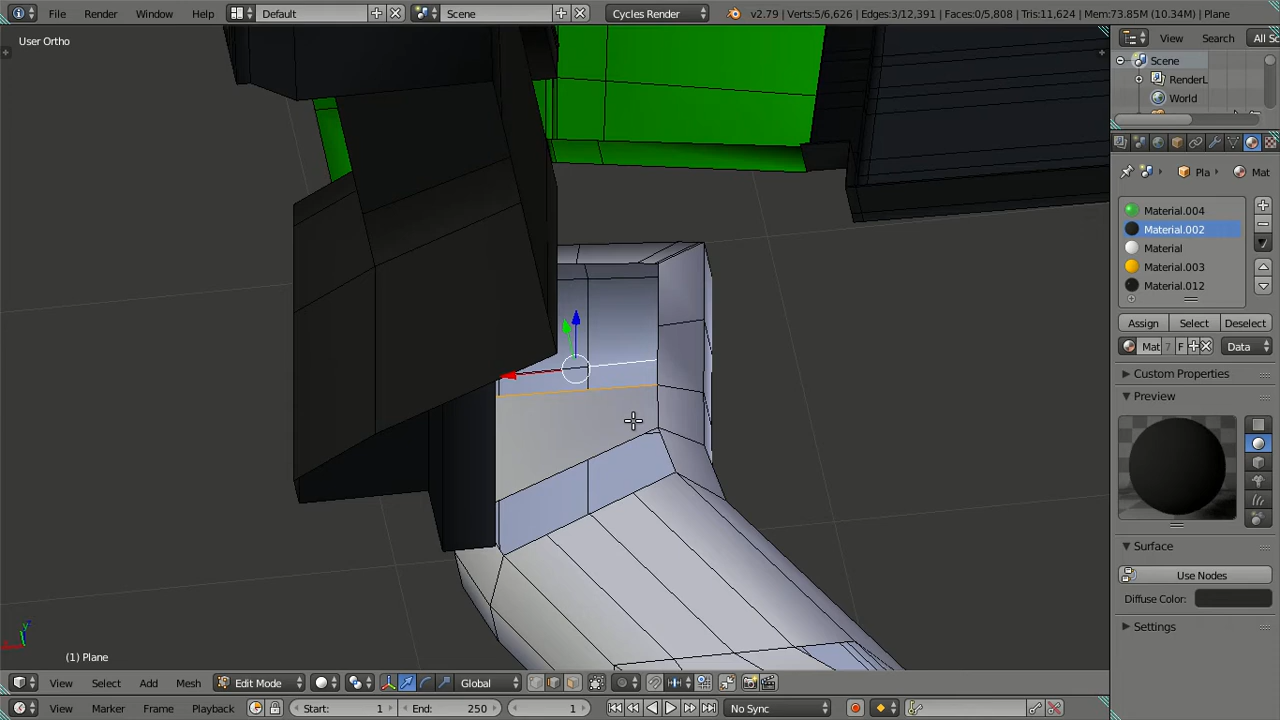 File Render Window Help Default Scene Cycles Render v2.79 | Verts:5/6,626 | Edges:3/12,391 | Faces:0/5,808 | Tris:11,624 | Mem:73.85M (10.34M) | Plane
User Ortho
View Search All Sc
Scene
RenderL
World
Pla Mat
Material.004
Material.002
Material
Material.003
Material.012
Assign Select Deselect
Mat 7 F Data
Custom Properties
Preview
Surface
Use Nodes
Diffuse Color:
Settings
(1) Plane
View Select Add Mesh Edit Mode Global
View Marker Frame Playback Start: 1 End: 250 1 No Sync